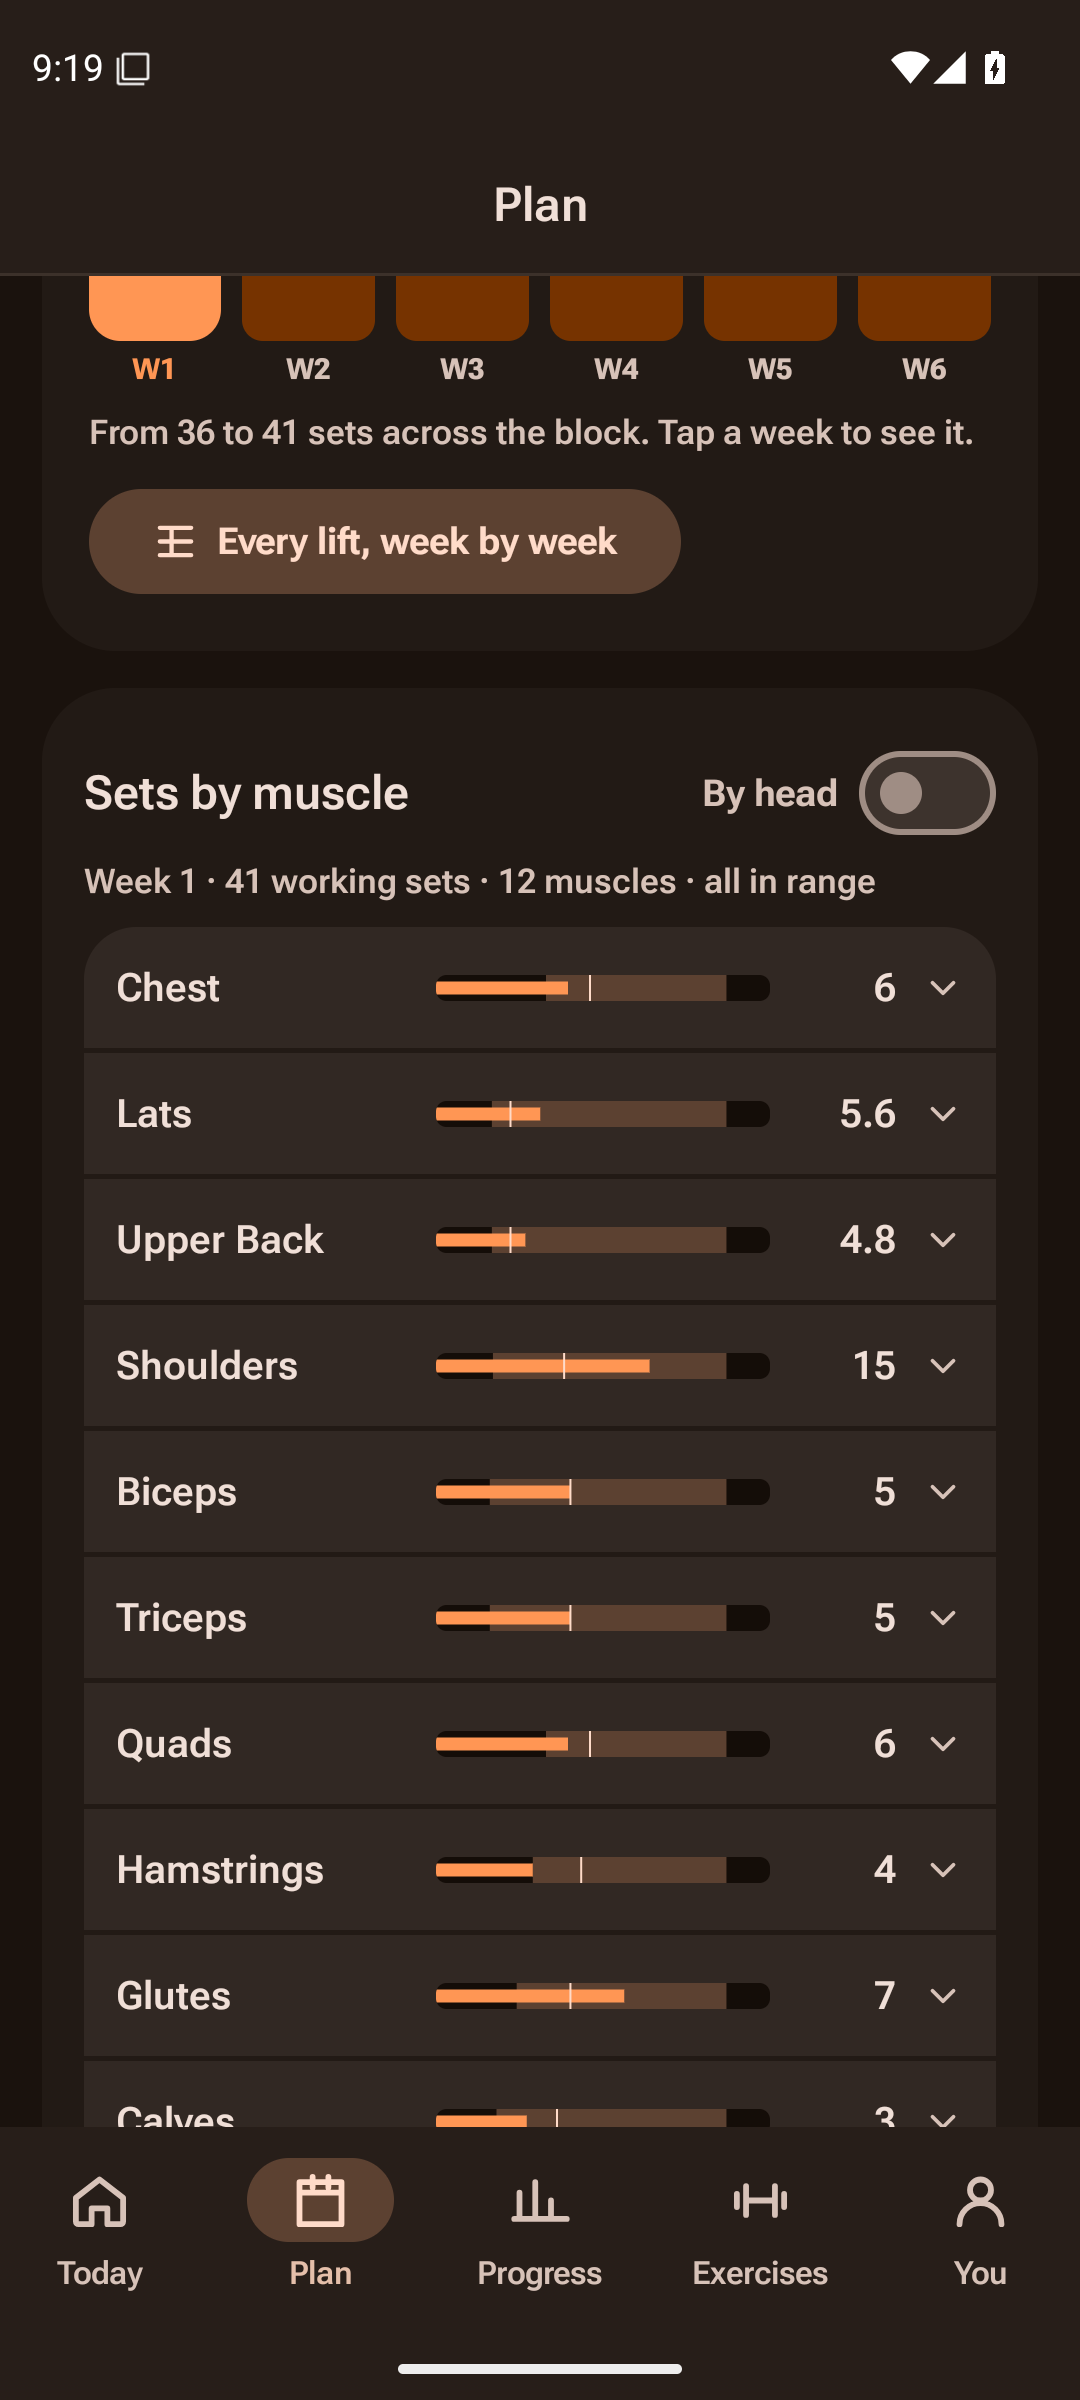 9:19
Plan
W1 W2 W3 W4 W5 W6
From 36 to 41 sets across the block. Tap a week to see it.
Every lift, week by week
Sets by muscle By head
Week 1 · 41 working sets · 12 muscles · all in range
Chest 6
Lats 5.6
Upper Back 4.8
Shoulders 15
Biceps 5
Triceps 5
Quads 6
Hamstrings 4
Glutes 7
Calves 3
Today Plan Progress Exercises You